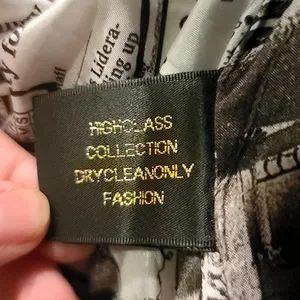 Lidera-
ing up
HIGHCLASS
COLLECTION
DRYCLEANONLY
FASHION